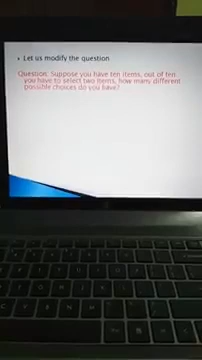 Let us modify the question
Question: Suppose you have ten items, out of ten
you have to select two items, how many different
possible choices do you have?